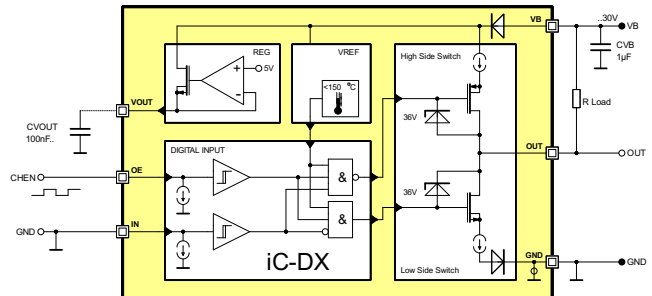 VB
..30V
VB
CVB
1µF
REG
5V
+
-
VREF
<150 °C
High Side Switch
36V
R Load
VOUT
CVOUT
100nF..
DIGITAL INPUT
CHEN
OE
&
OUT
OUT
36V
&
GND
IN
iC-DX
Low Side Switch
GND
GND